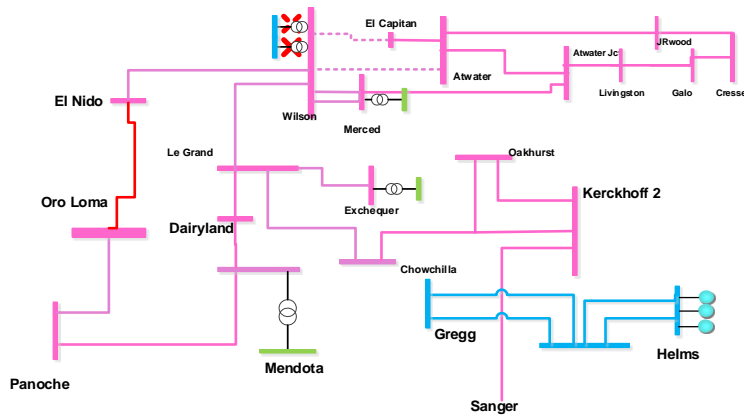 El Capitan
JRwood
Atwater Jct
Atwater
El Nido
Livingston
Galo
Cresse
Wilson
Merced
Le Grand
Oakhurst
Kerckhoff 2
Oro Loma
Exchequer
Dairyland
Chowchilla
Gregg
Helms
Mendota
Panoche
Sanger